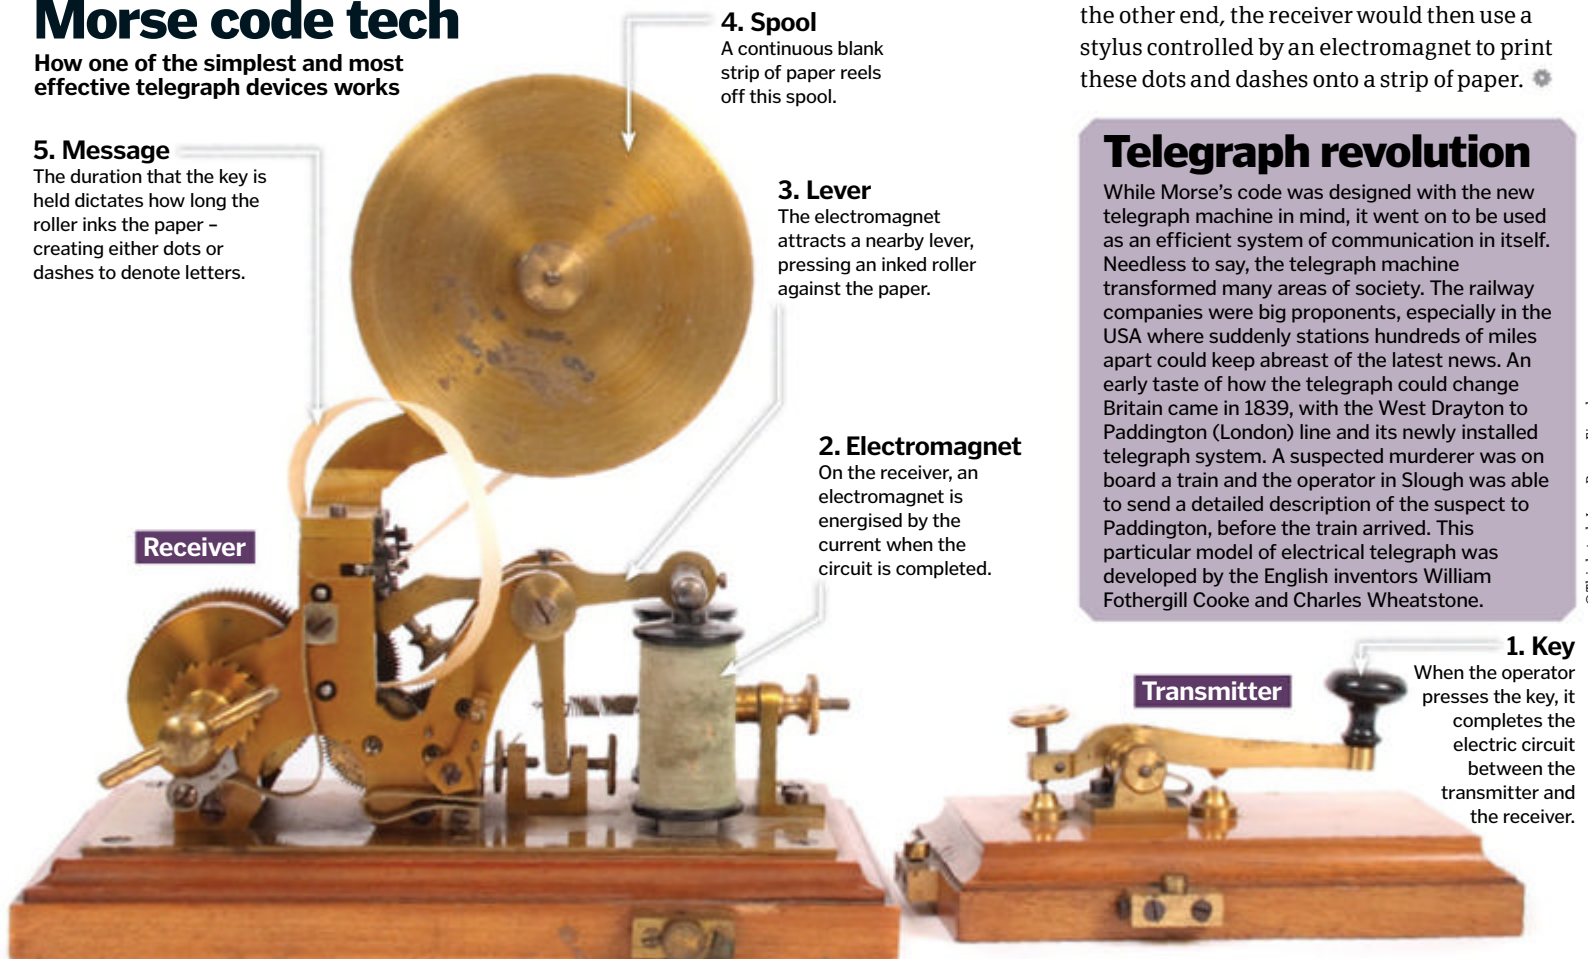 Morse code tech
How one of the simplest and most
effective telegraph devices works
5. Message
The duration that the key is
held dictates how long the
roller inks the paper –
creating either dots or
dashes to denote letters.
4. Spool
A continuous blank
strip of paper reels
off this spool.
3. Lever
The electromagnet
attracts a nearby lever,
pressing an inked roller
against the paper.
2. Electromagnet
On the receiver, an
electromagnet is
energised by the
current when the
circuit is completed.
Receiver
the other end, the receiver would then use a
stylus controlled by an electromagnet to print
these dots and dashes onto a strip of paper.
Telegraph revolution
While Morse’s code was designed with the new
telegraph machine in mind, it went on to be used
as an efficient system of communication in itself.
Needless to say, the telegraph machine
transformed many areas of society. The railway
companies were big proponents, especially in the
USA where suddenly stations hundreds of miles
apart could keep abreast of the latest news. An
early taste of how the telegraph could change
Britain came in 1839, with the West Drayton to
Paddington (London) line and its newly installed
telegraph system. A suspected murderer was on
board a train and the operator in Slough was able
to send a detailed description of the suspect to
Paddington, before the train arrived. This
particular model of electrical telegraph was
developed by the English inventors William
Fothergill Cooke and Charles Wheatstone.
Transmitter
1. Key
When the operator
presses the key, it
completes the
electric circuit
between the
transmitter and
the receiver.